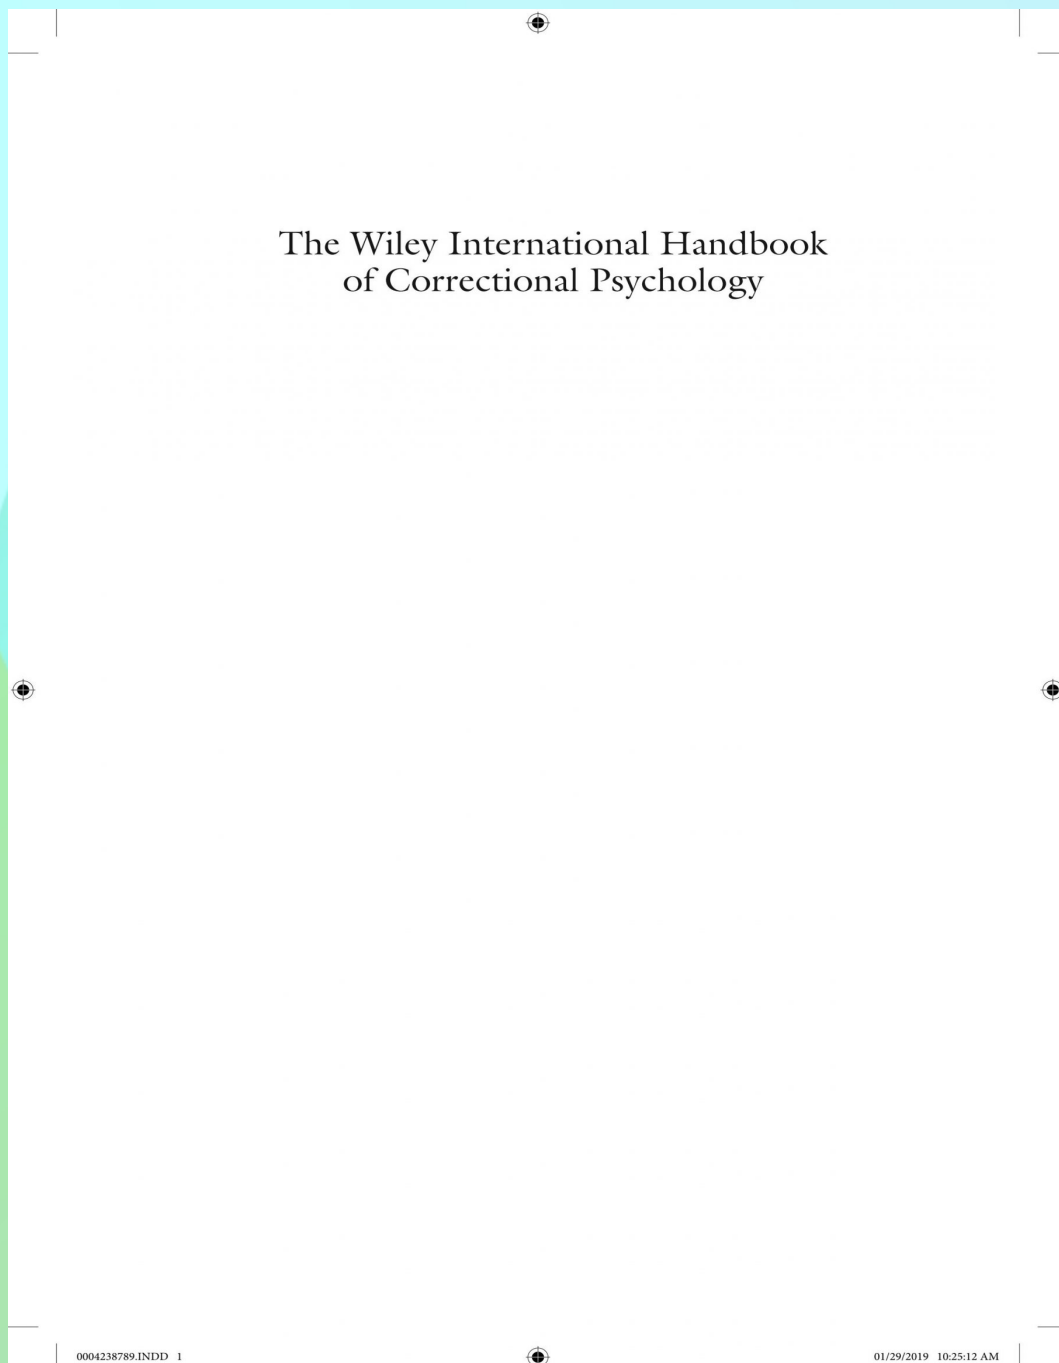 The Wiley International Handbook
of Correctional Psychology
0004238789.INDD 1 01/29/2019 10:25:12 AM